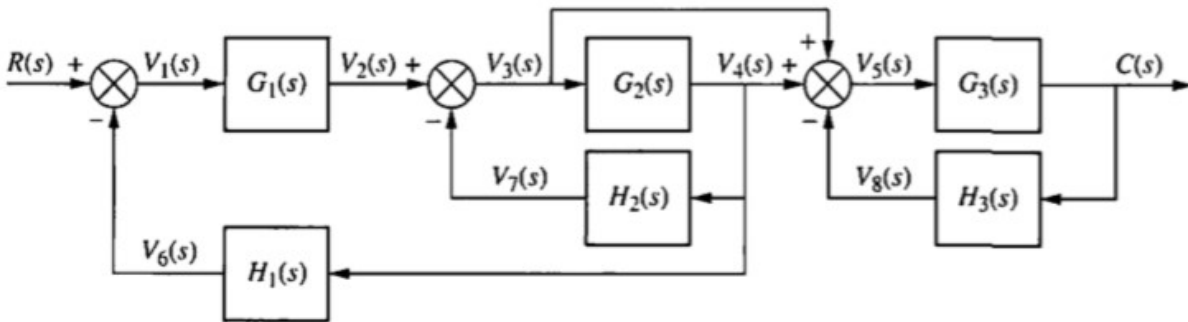 +
R(s) + V₁(s) G₁(s) V₂(s) + V₃(s) G₂(s) V₄(s) + V₅(s) G₃(s) C(s)
− − −
V₇(s) H₂(s) V₈(s) H₃(s)
V₆(s) H₁(s)